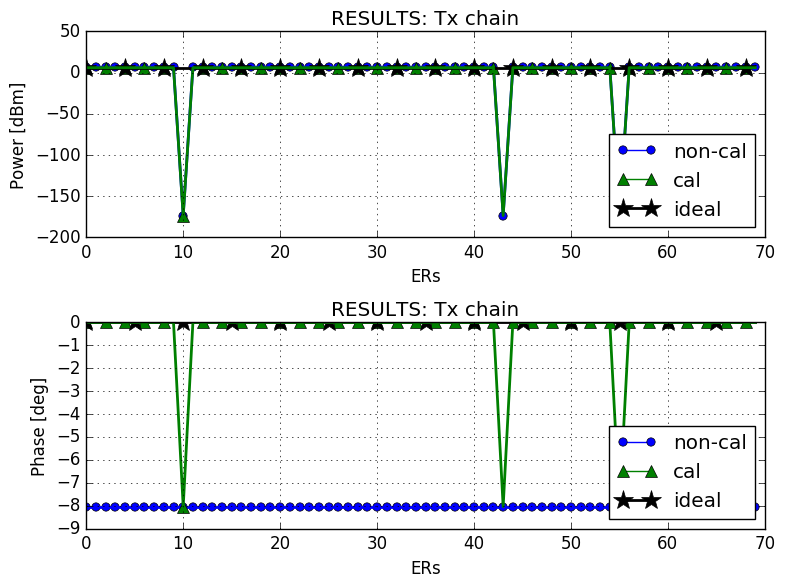 RESULTS: Tx chain
50
0
−50
−100
−150
−200
Power [dBm]
non-cal
cal
ideal
0 10 20 30 40 50 60 70
ERs
RESULTS: Tx chain
0
−1
−2
−3
−4
−5
−6
−7
−8
−9
Phase [deg]
non-cal
cal
ideal
0 10 20 30 40 50 60 70
ERs